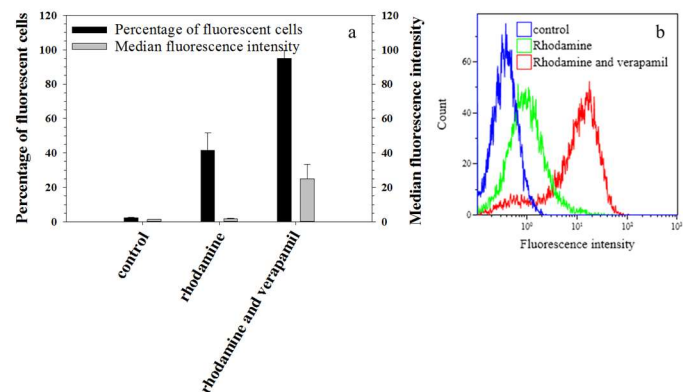 120
100
80
60
40
20
0
Percentage of fluorescent cells
Percentage of fluorescent cells
Median fluorescence intensity
a
120
100
80
60
40
20
0
Median fluorescence intensity
control
rhodamine
rhodamine and verapamil
b
control
Rhodamine
Rhodamine and verapamil
Count
60
40
20
0
Fluorescence intensity